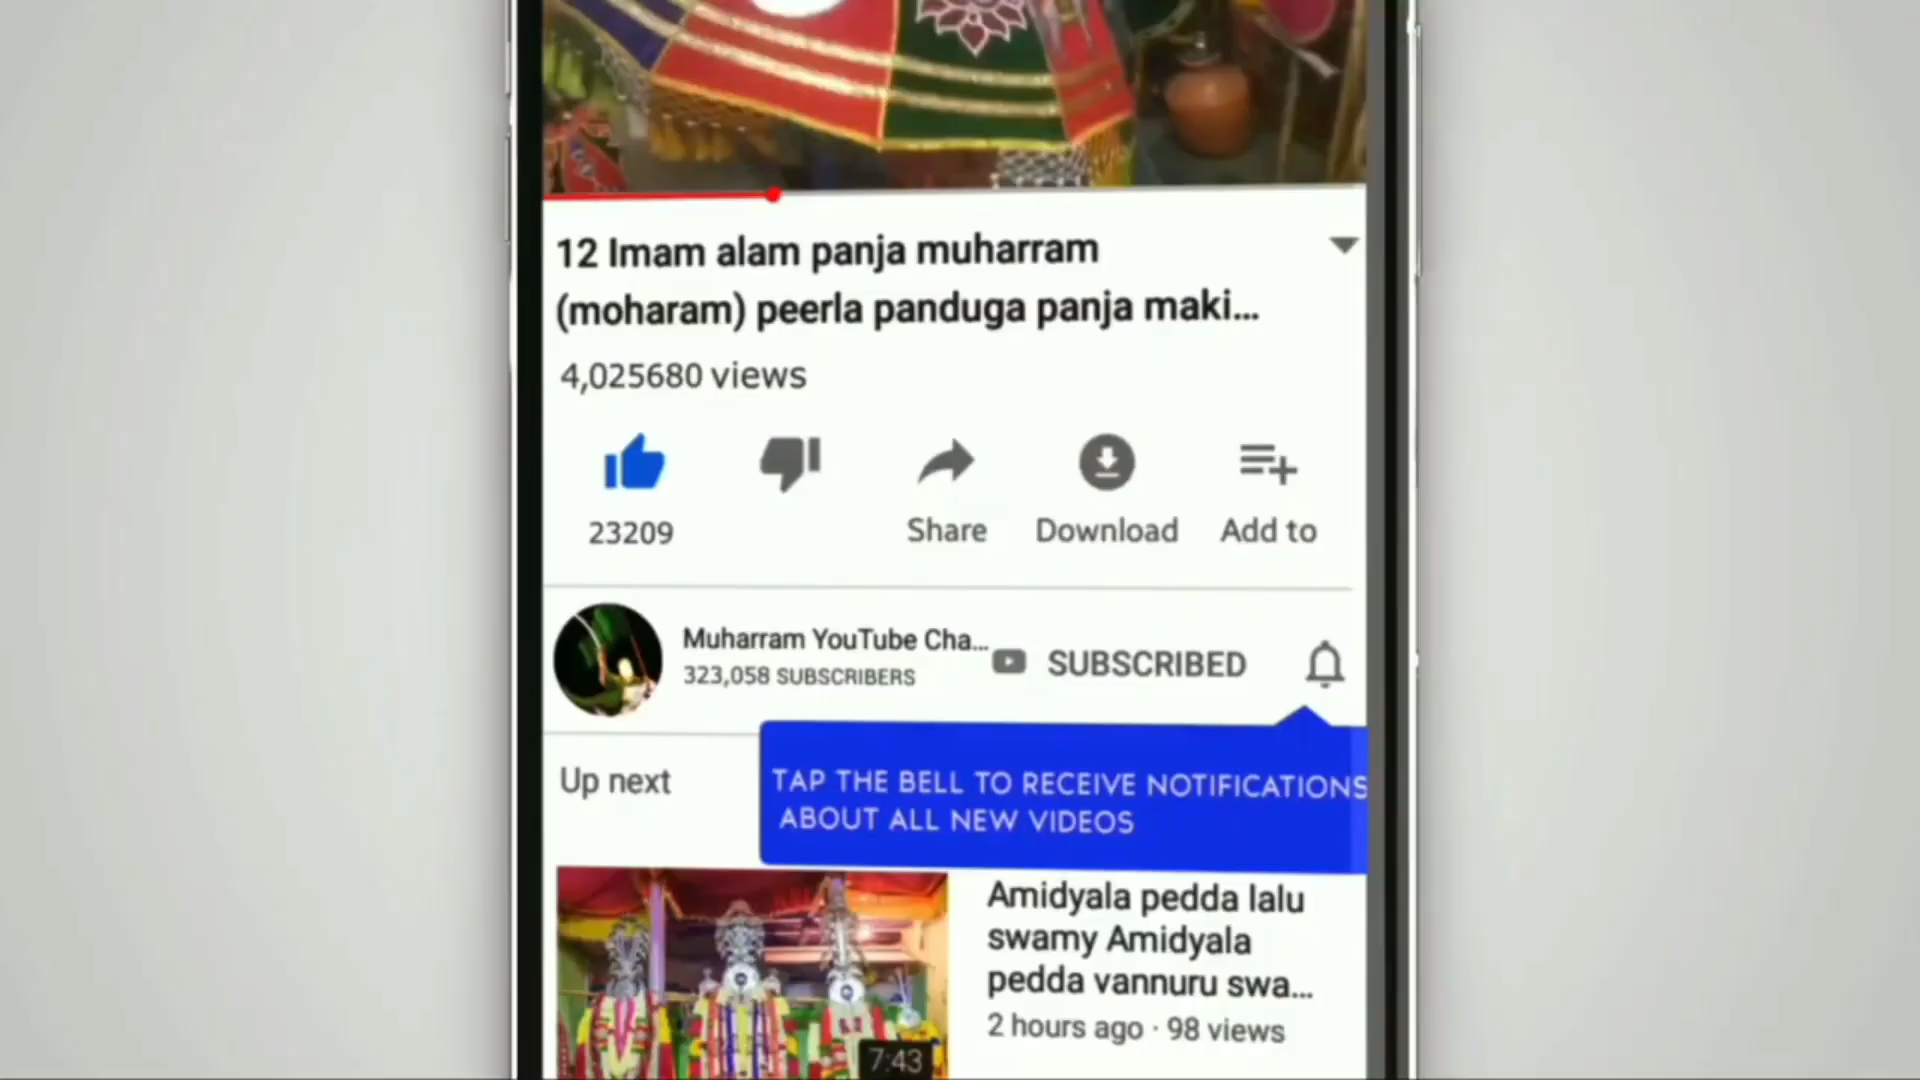 12 Imam alam panja muharram
(moharam) peerla panduga panja maki...
4,025680 views
23209
Share
Download
Add to
Muharram YouTube Cha...
323,058 SUBSCRIBERS
SUBSCRIBED
Up next
TAP THE BELL TO RECEIVE NOTIFICATIONS
ABOUT ALL NEW VIDEOS
Amidyala pedda lalu
swamy Amidyala
pedda vannuru swa...
2 hours ago · 98 views
7:43